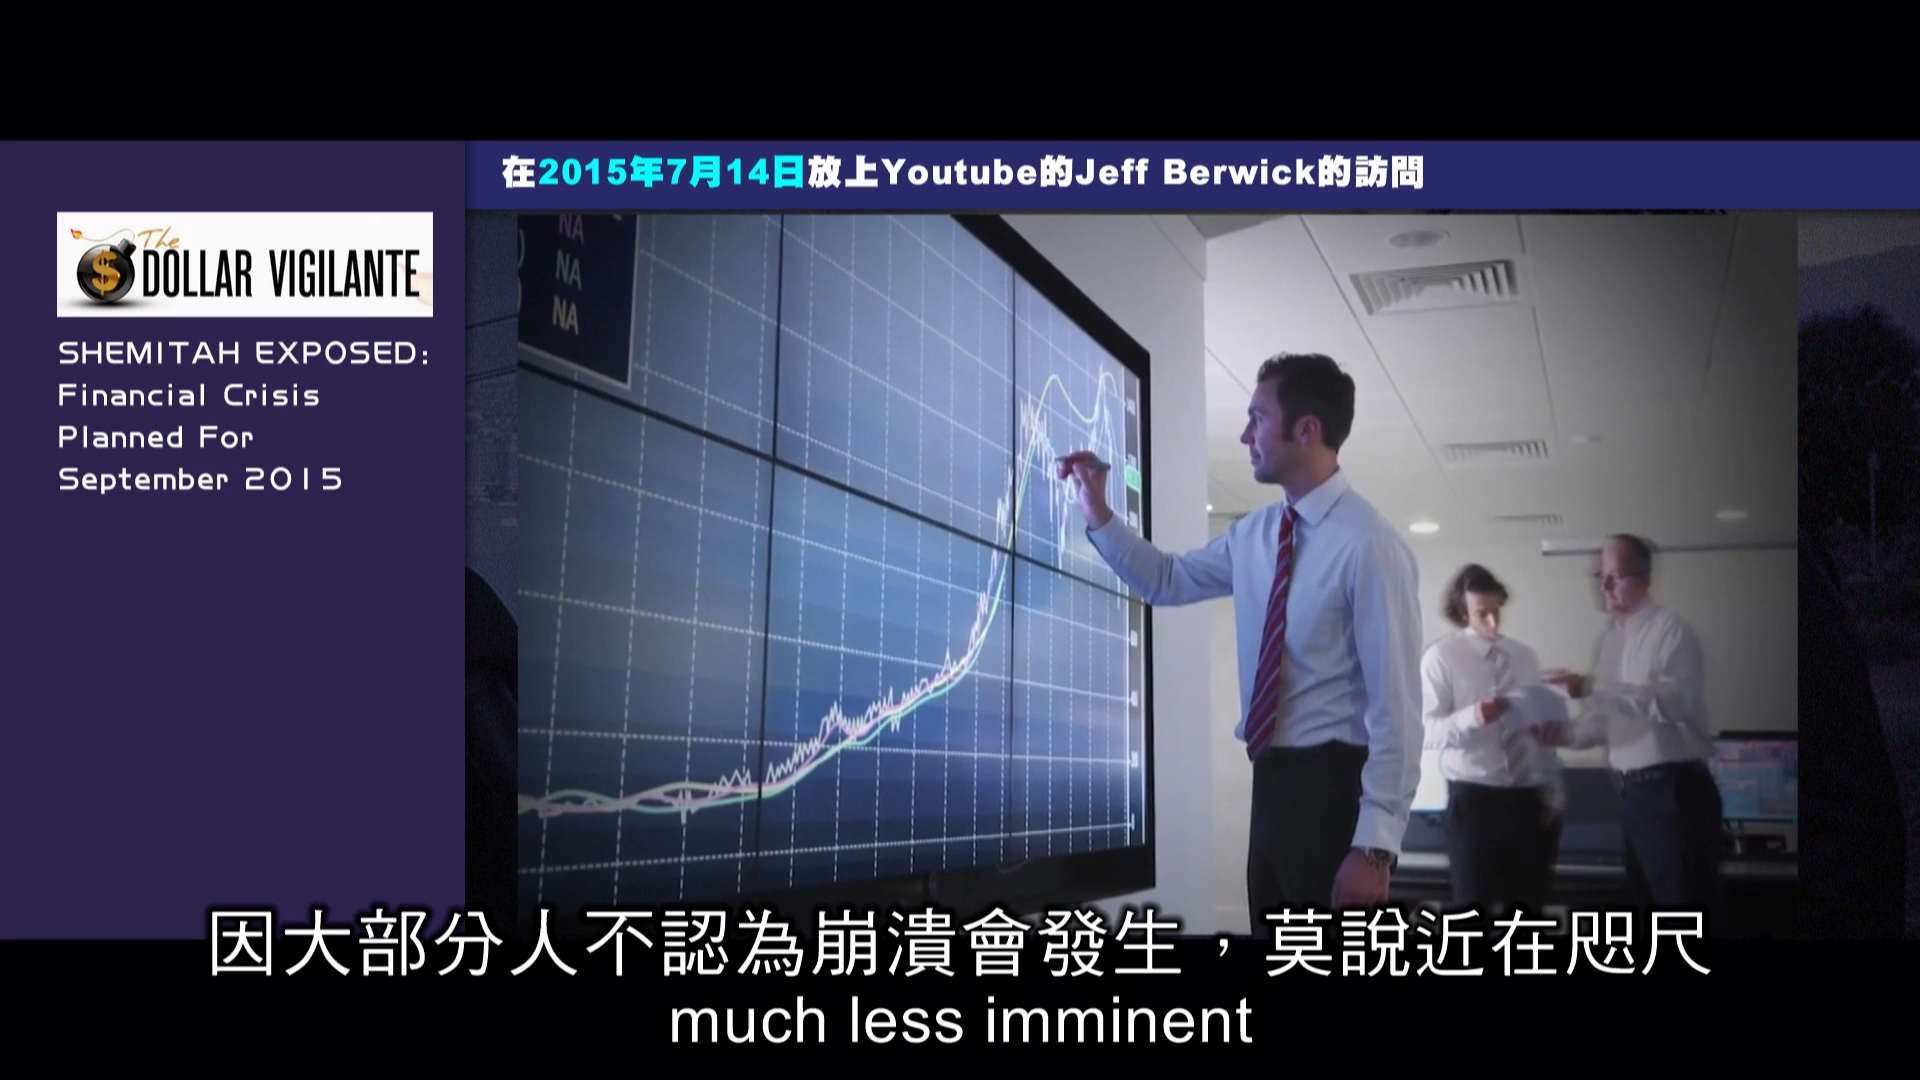 在2015年7月14日放上Youtube的Jeff Berwick的訪問
The
DOLLAR VIGILANTE
SHEMITAH EXPOSED:
Financial Crisis
Planned For
September 2015
NA
NA
NA
因大部分人不認為崩潰會發生，莫說近在咫尺
much less imminent